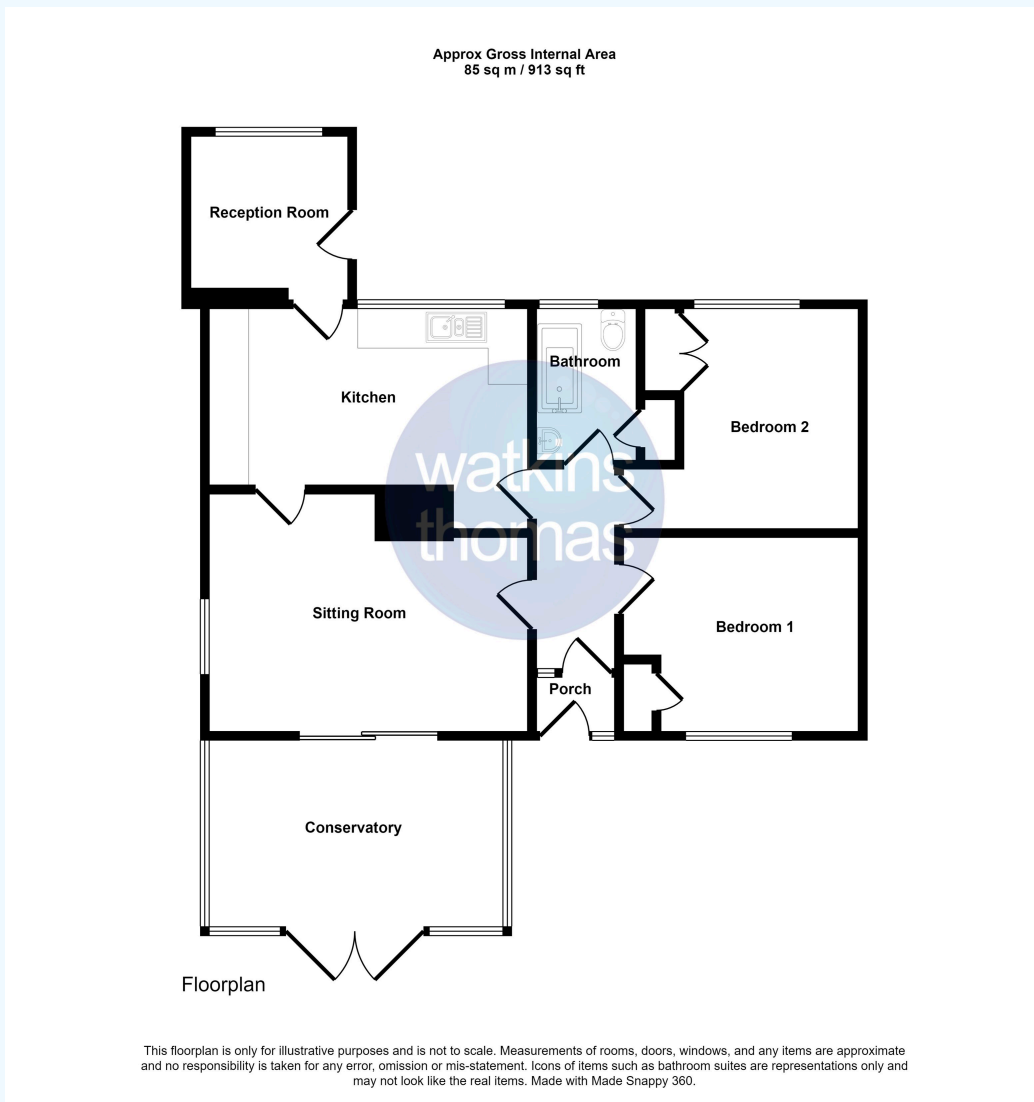 Approx Gross Internal Area
85 sq m / 913 sq ft
Reception Room
Bathroom
Kitchen
Bedroom 2
watkins
thomas
Sitting Room
Bedroom 1
Porch
Conservatory
Floorplan
This floorplan is only for illustrative purposes and is not to scale. Measurements of rooms, doors, windows, and any items are approximate
and no responsibility is taken for any error, omission or mis-statement. Icons of items such as bathroom suites are representations only and
may not look like the real items. Made with Made Snappy 360.